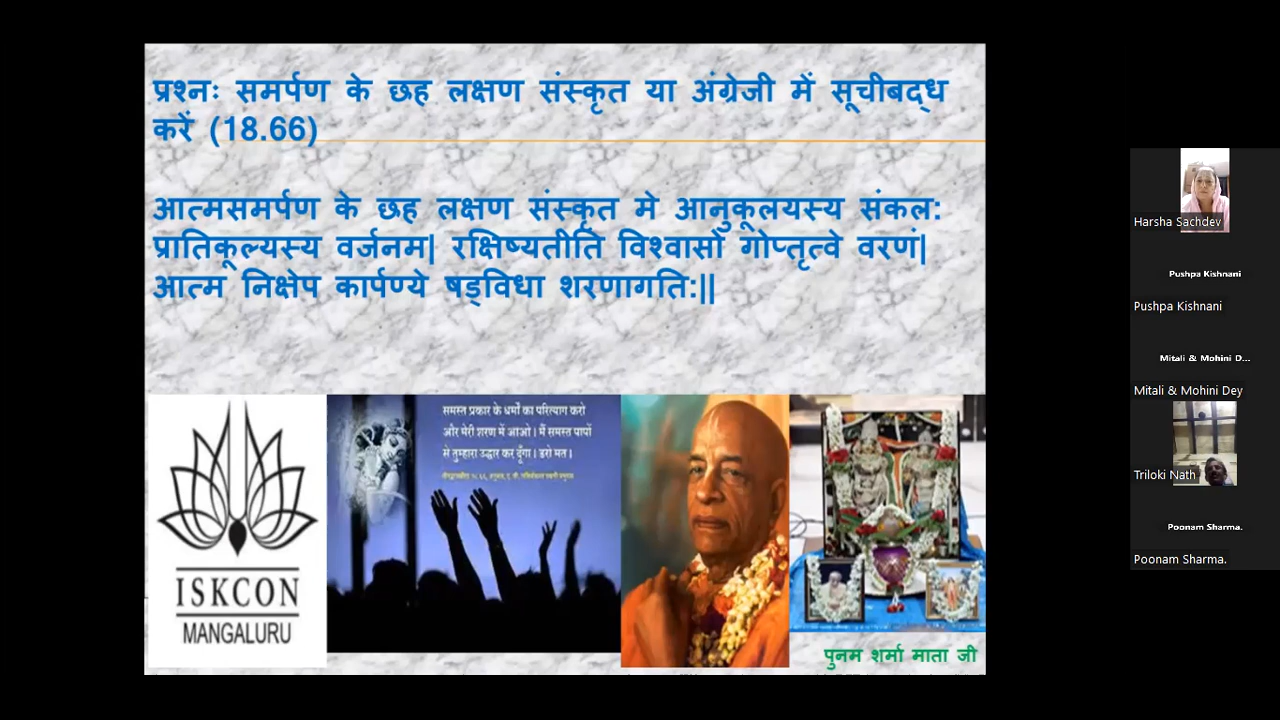 प्रश्नः समर्पण के छह लक्षण संस्कृत या अंग्रेजी में सूचीबद्ध
करें (18.66)
आत्मसमर्पण के छह लक्षण संस्कृत मे आनुकूलयस्य संकल:
प्रातिकूल्यस्य वर्जनम| रक्षिष्यतीति विश्वासो गोप्तृत्वे वरणं|
आत्म निक्षेप कार्पण्ये षड्विधा शरणागति:||
समस्त प्रकार के धर्मों का परित्याग करो
और मेरी शरण में आओ । मैं समस्त पापों
से तुम्हारा उद्धार कर दूँगा । डरो मत ।
ISKCON
MANGALURU
पुनम शर्मा माता जी
Harsha Sachdev
Pushpa Kishnani
Pushpa Kishnani
Mitali & Mohini D...
Mitali & Mohini Dey
Triloki Nath
Poonam Sharma.
Poonam Sharma.